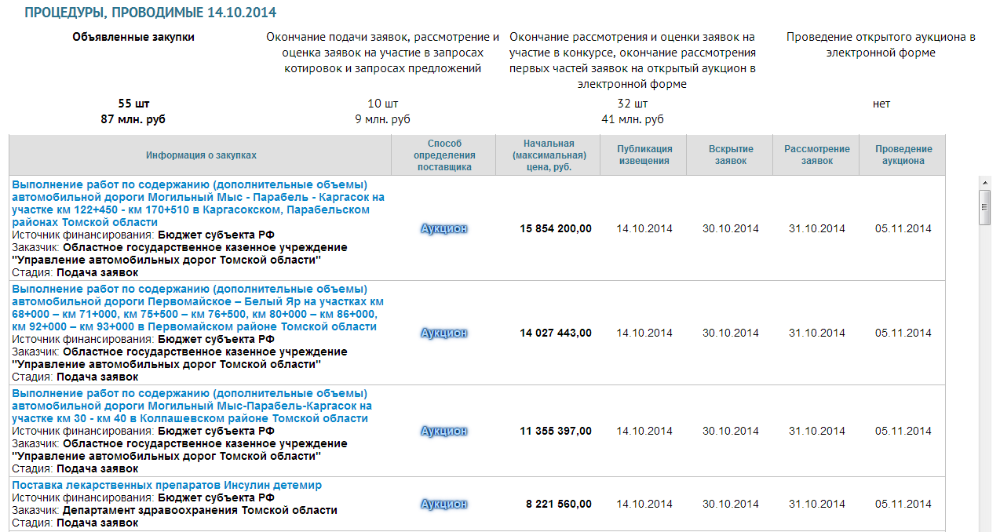 ПРОЦЕДУРЫ, ПРОВОДИМЫЕ 14.10.2014
Объявленные закупки
Окончание подачи заявок, рассмотрение и
оценка заявок на участие в запросах
котировок и запросах предложений
Окончание рассмотрения и оценки заявок на
участие в конкурсе, окончание рассмотрения
первых частей заявок на открытый аукцион в
электронной форме
Проведение открытого аукциона в
электронной форме
55 шт
87 млн. руб
10 шт
9 млн. руб
32 шт
41 млн. руб
нет
Информация о закупках
Способ
определения
поставщика
Начальная
(максимальная)
цена, руб.
Публикация
извещения
Вскрытие
заявок
Рассмотрение
заявок
Проведение
аукциона
Выполнение работ по содержанию (дополнительные объемы)
автомобильной дороги Могильный Мыс - Парабель - Каргасок на
участке км 122+450 - км 170+510 в Каргасокском, Парабельском
районах Томской области
Источник финансирования: Бюджет субъекта РФ
Заказчик: Областное государственное казенное учреждение
"Управление автомобильных дорог Томской области"
Стадия: Подача заявок
Аукцион
15 854 200,00
14.10.2014
30.10.2014
31.10.2014
05.11.2014
Выполнение работ по содержанию (дополнительные объемы)
автомобильной дороги Первомайское – Белый Яр на участках км
68+000 – км 71+000, км 75+500 – км 76+500, км 80+000 – км 86+000,
км 92+000 – км 93+000 в Первомайском районе Томской области
Источник финансирования: Бюджет субъекта РФ
Заказчик: Областное государственное казенное учреждение
"Управление автомобильных дорог Томской области"
Стадия: Подача заявок
Аукцион
14 027 443,00
14.10.2014
30.10.2014
31.10.2014
05.11.2014
Выполнение работ по содержанию (дополнительные объемы)
автомобильной дороги Могильный Мыс-Парабель-Каргасок на
участке км 30 - км 40 в Колпашевском районе Томской области
Источник финансирования: Бюджет субъекта РФ
Заказчик: Областное государственное казенное учреждение
"Управление автомобильных дорог Томской области"
Стадия: Подача заявок
Аукцион
11 355 397,00
14.10.2014
30.10.2014
31.10.2014
05.11.2014
Поставка лекарственных препаратов Инсулин детемир
Источник финансирования: Бюджет субъекта РФ
Заказчик: Департамент здравоохранения Томской области
Стадия: Подача заявок
Аукцион
8 221 560,00
14.10.2014
30.10.2014
31.10.2014
05.11.2014